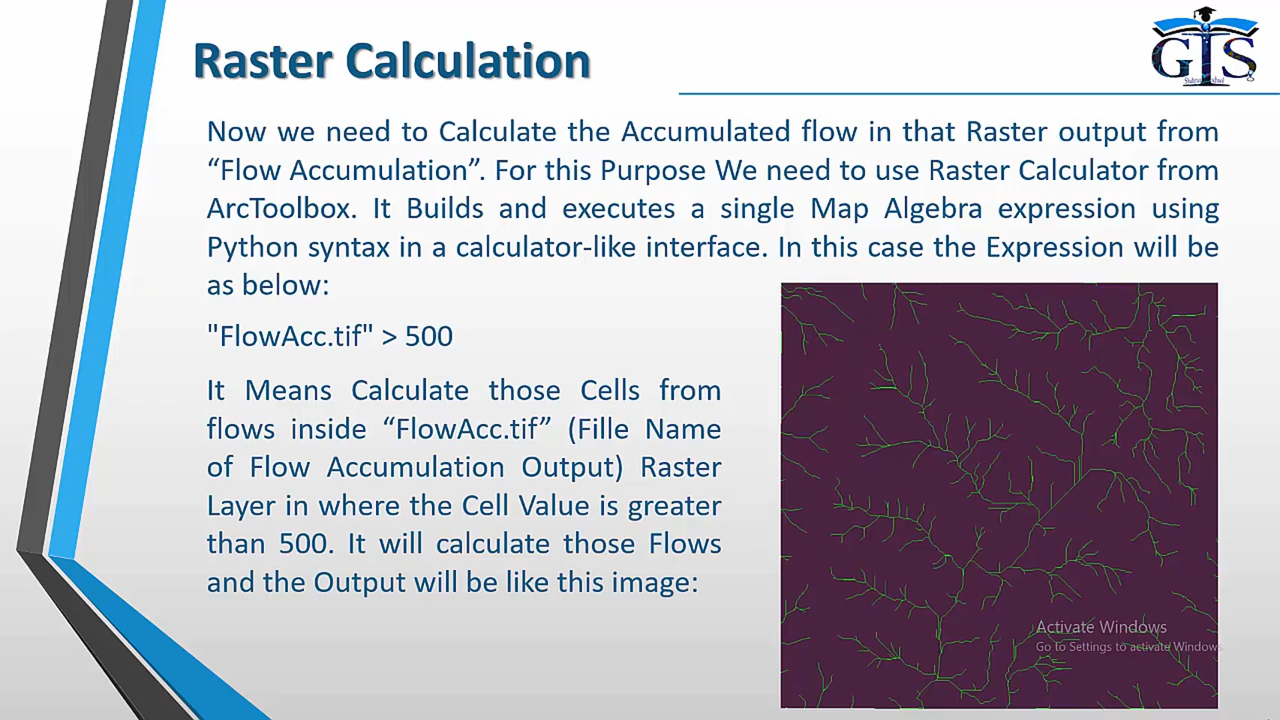 Raster Calculation
GIS
Now we need to Calculate the Accumulated flow in that Raster output from
“Flow Accumulation”. For this Purpose We need to use Raster Calculator from
ArcToolbox. It Builds and executes a single Map Algebra expression using
Python syntax in a calculator-like interface. In this case the Expression will be
as below:
"FlowAcc.tif" > 500
It Means Calculate those Cells from
flows inside “FlowAcc.tif” (Fille Name
of Flow Accumulation Output) Raster
Layer in where the Cell Value is greater
than 500. It will calculate those Flows
and the Output will be like this image:
Activate Windows
Go to Settings to activate Windows.